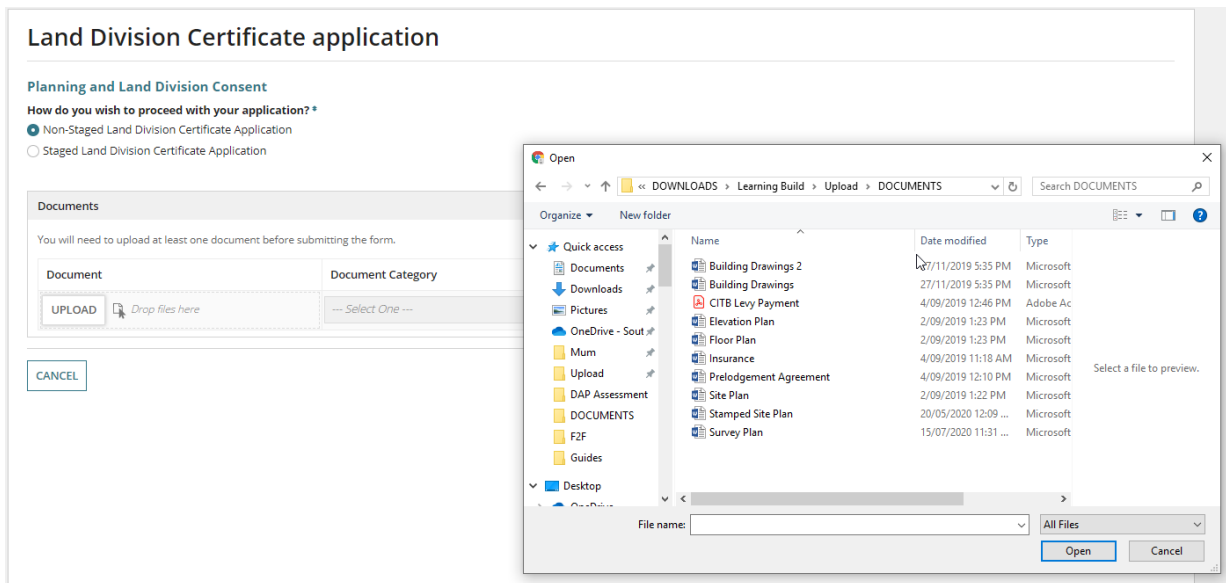 Land Division Certificate application
Planning and Land Division Consent
How do you wish to proceed with your application? *
Non-Staged Land Division Certificate Application
Staged Land Division Certificate Application
Documents
You will need to upload at least one document before submitting the form.
Document Document Category
UPLOAD Drop files here --- Select One ---
CANCEL
Open
« DOWNLOADS > Learning Build > Upload > DOCUMENTS Search DOCUMENTS
Organize New folder
Quick access
Documents
Downloads
Pictures
OneDrive - Sout
Mum
Upload
DAP Assessment
DOCUMENTS
F2F
Guides
Desktop
Name Date modified Type
Building Drawings 2 7/11/2019 5:35 PM Microsoft
Building Drawings 27/11/2019 5:35 PM Microsoft
CITB Levy Payment 4/09/2019 12:46 PM Adobe Ac
Elevation Plan 2/09/2019 1:23 PM Microsoft
Floor Plan 2/09/2019 1:23 PM Microsoft
Insurance 4/09/2019 11:18 AM Microsoft
Prelodgement Agreement 4/09/2019 12:10 PM Microsoft
Site Plan 2/09/2019 1:22 PM Microsoft
Stamped Site Plan 20/05/2020 12:09 ... Microsoft
Survey Plan 15/07/2020 11:31 ... Microsoft
Select a file to preview.
File name: All Files
Open Cancel